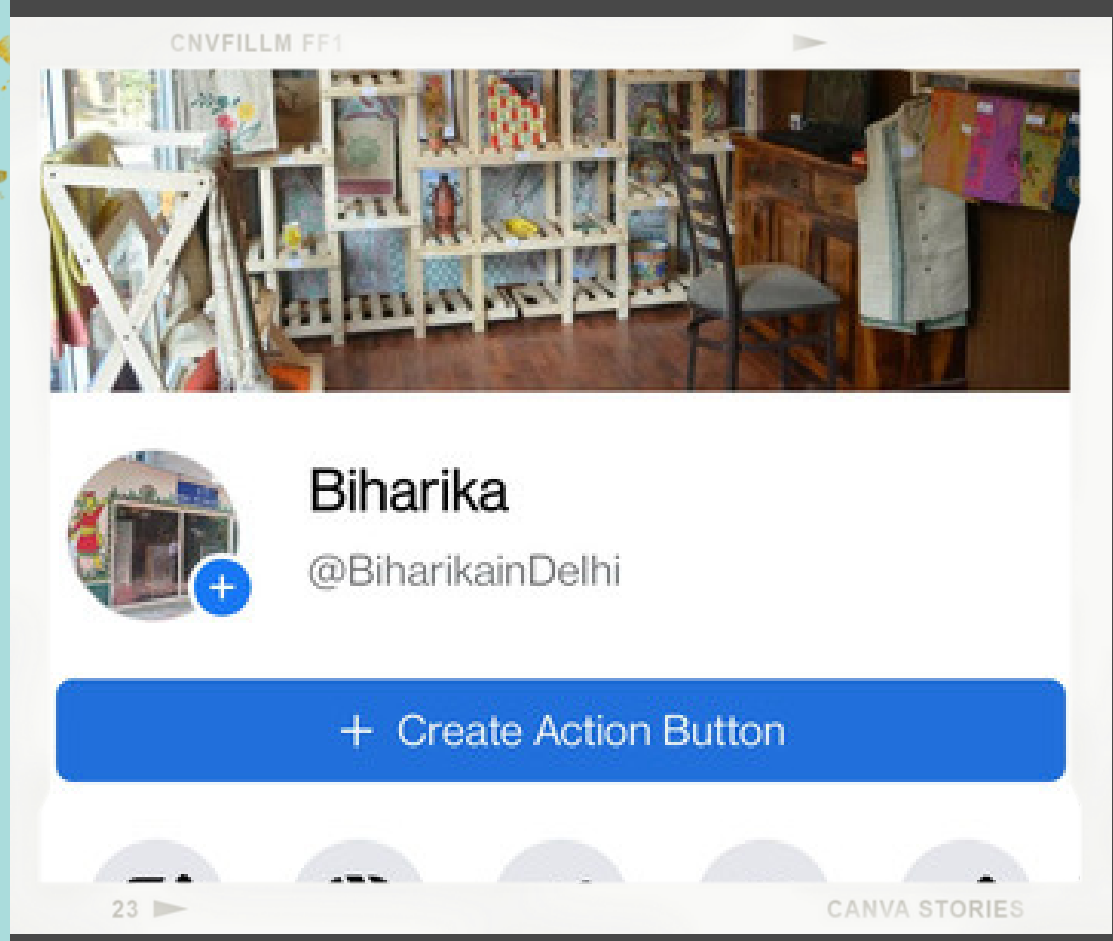 CNVFILLM FF1
Biharika
@BiharikainDelhi
+ Create Action Button
23
CANVA STORIES